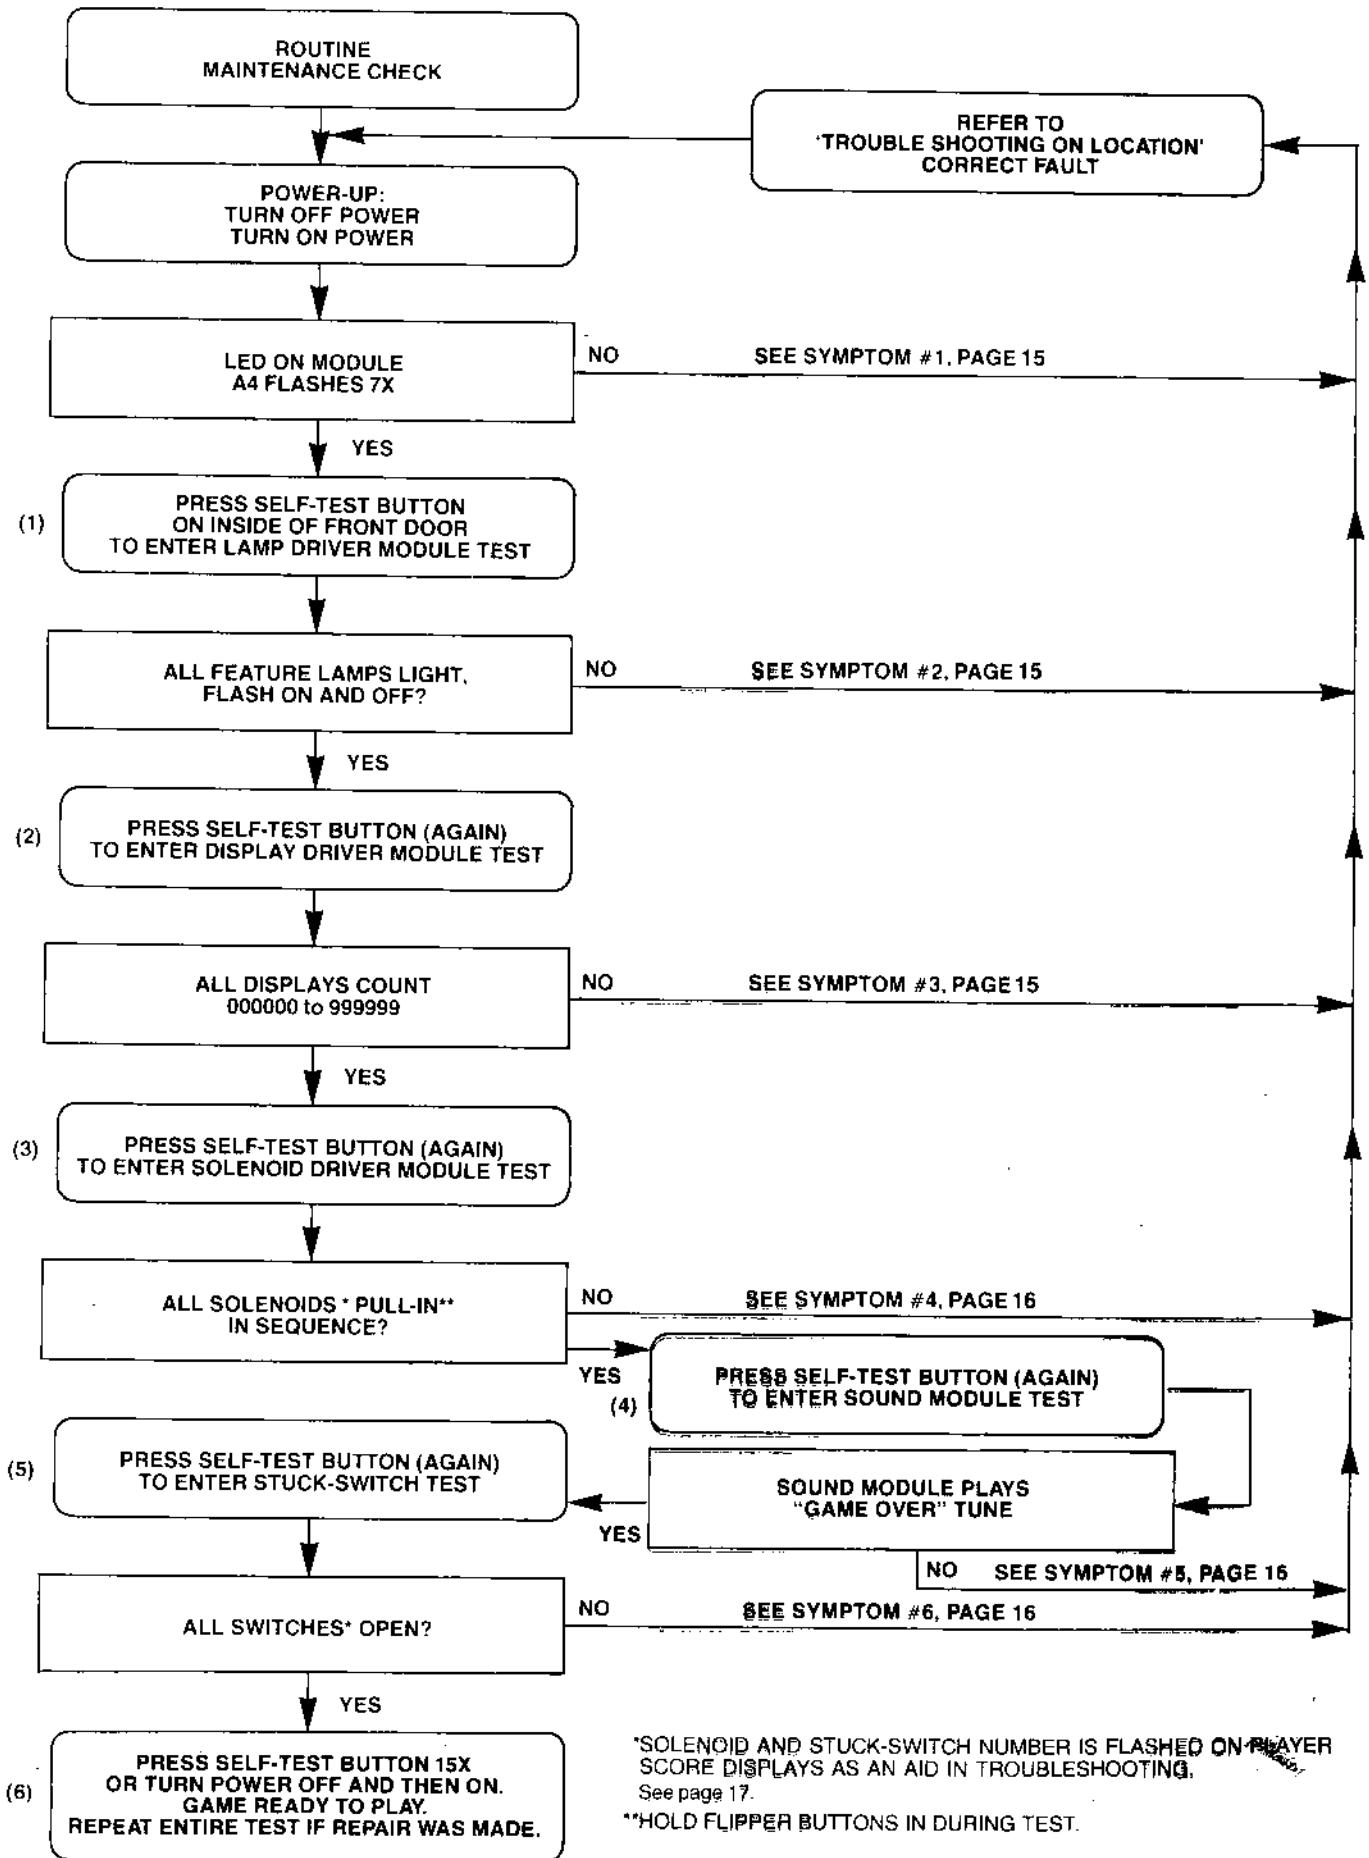 ROUTINE
MAINTENANCE CHECK
REFER TO
'TROUBLE SHOOTING ON LOCATION'
CORRECT FAULT
POWER-UP:
TURN OFF POWER
TURN ON POWER
LED ON MODULE
A4 FLASHES 7X
NO
SEE SYMPTOM #1, PAGE 15
YES
(1)
PRESS SELF-TEST BUTTON
ON INSIDE OF FRONT DOOR
TO ENTER LAMP DRIVER MODULE TEST
ALL FEATURE LAMPS LIGHT,
FLASH ON AND OFF?
NO
SEE SYMPTOM #2, PAGE 15
YES
(2)
PRESS SELF-TEST BUTTON (AGAIN)
TO ENTER DISPLAY DRIVER MODULE TEST
ALL DISPLAYS COUNT
000000 to 999999
NO
SEE SYMPTOM #3, PAGE 15
YES
(3)
PRESS SELF-TEST BUTTON (AGAIN)
TO ENTER SOLENOID DRIVER MODULE TEST
ALL SOLENOIDS * PULL-IN**
IN SEQUENCE?
NO
SEE SYMPTOM #4, PAGE 16
YES
(4)
PRESS SELF-TEST BUTTON (AGAIN)
TO ENTER SOUND MODULE TEST
SOUND MODULE PLAYS
"GAME OVER" TUNE
YES
NO
SEE SYMPTOM #5, PAGE 16
(5)
PRESS SELF-TEST BUTTON (AGAIN)
TO ENTER STUCK-SWITCH TEST
ALL SWITCHES* OPEN?
NO
SEE SYMPTOM #6, PAGE 16
YES
(6)
PRESS SELF-TEST BUTTON 15X
OR TURN POWER OFF AND THEN ON.
GAME READY TO PLAY.
REPEAT ENTIRE TEST IF REPAIR WAS MADE.
*SOLENOID AND STUCK-SWITCH NUMBER IS FLASHED ON PLAYER
SCORE DISPLAYS AS AN AID IN TROUBLESHOOTING.
See page 17.
**HOLD FLIPPER BUTTONS IN DURING TEST.